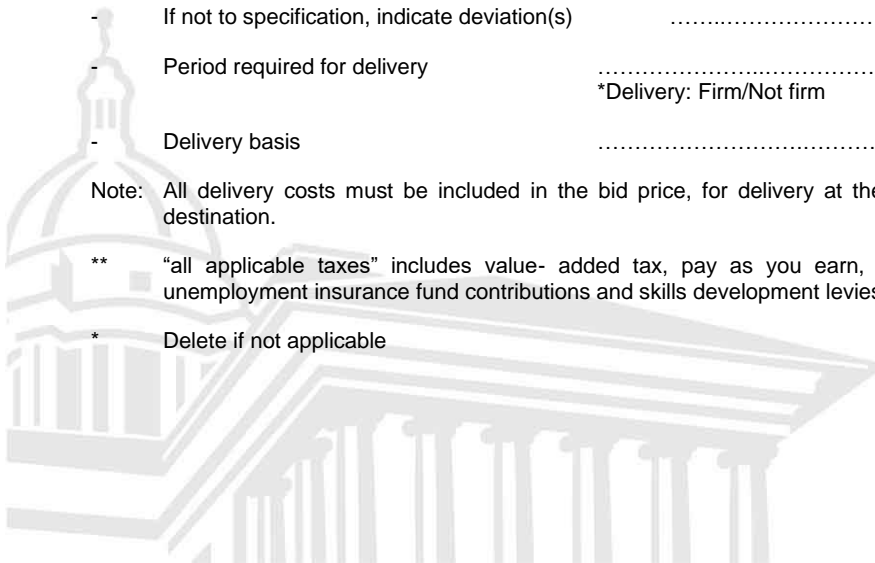 - If not to specification, indicate deviation(s) ……..…………………
- Period required for delivery …………………..……………
*Delivery: Firm/Not firm
- Delivery basis ……………………….………
Note: All delivery costs must be included in the bid price, for delivery at the
destination.
** “all applicable taxes” includes value- added tax, pay as you earn,
unemployment insurance fund contributions and skills development levies
* Delete if not applicable